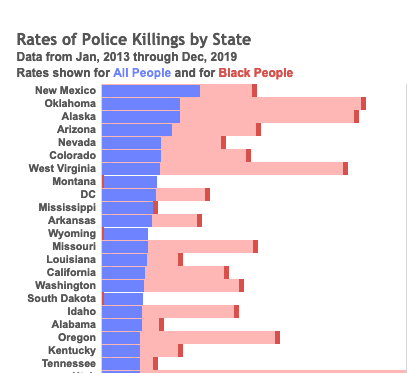 Rates of Police Killings by State
Data from Jan, 2013 through Dec, 2019
Rates shown for All People and for Black People
New Mexico
Oklahoma
Alaska
Arizona
Nevada
Colorado
West Virginia
Montana
DC
Mississippi
Arkansas
Wyoming
Missouri
Louisiana
California
Washington
South Dakota
Idaho
Alabama
Oregon
Kentucky
Tennessee